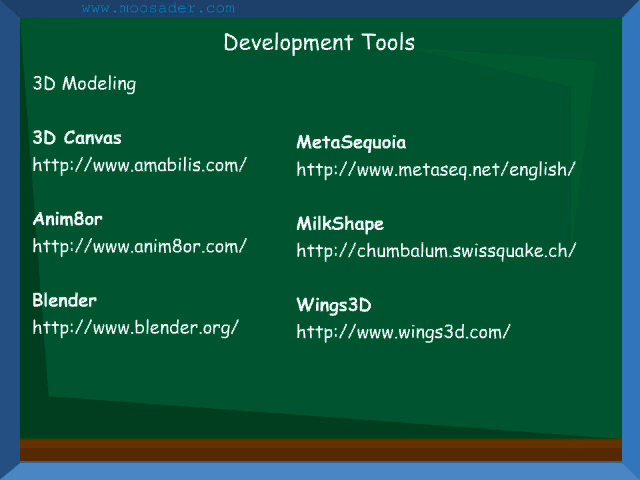 www.moosader.com
Development Tools
3D Modeling
3D Canvas
http://www.amabilis.com/
Anim8or
http://www.anim8or.com/
Blender
http://www.blender.org/
MetaSequoia
http://www.metaseq.net/english/
MilkShape
http://chumbalum.swissquake.ch/
Wings3D
http://www.wings3d.com/